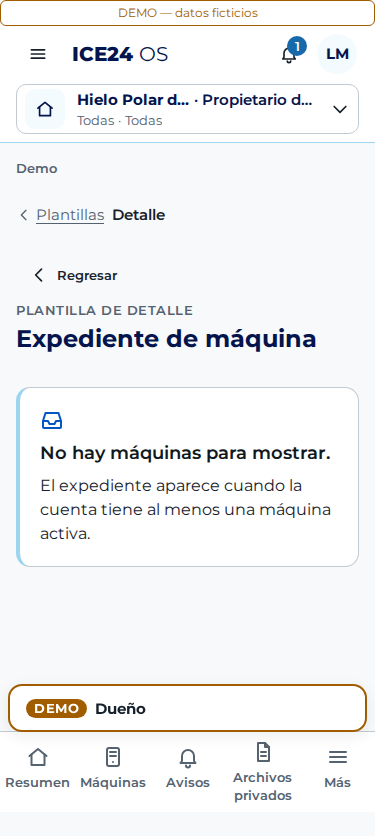 DEMO — datos ficticios
ICE24 OS
1
LM
Hielo Polar d... · Propietario d...
Todas · Todas
Demo
Plantillas Detalle
Regresar
PLANTILLA DE DETALLE
Expediente de máquina
No hay máquinas para mostrar.
El expediente aparece cuando la
cuenta tiene al menos una máquina
activa.
DEMO Dueño
Resumen Máquinas Avisos Archivos privados Más